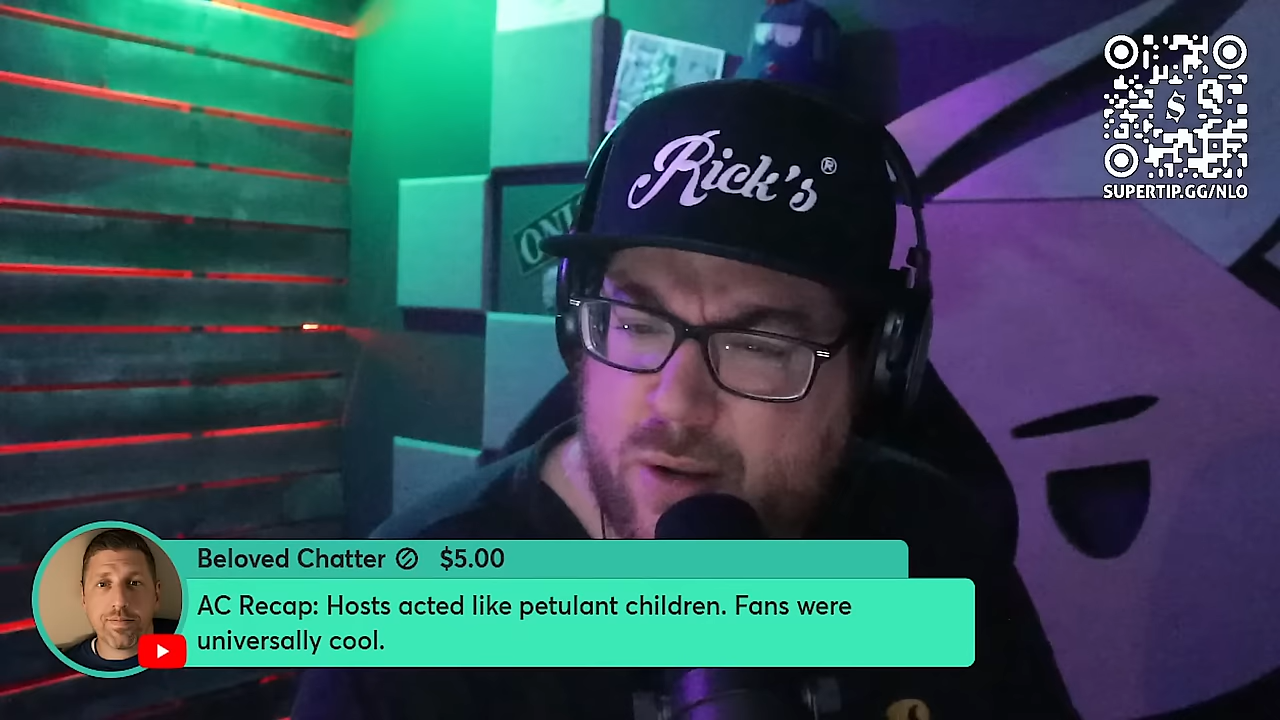 Rick's®
ONL
$
SUPERTIP.GG/NLO
Beloved Chatter $5.00
AC Recap: Hosts acted like petulant children. Fans were
universally cool.